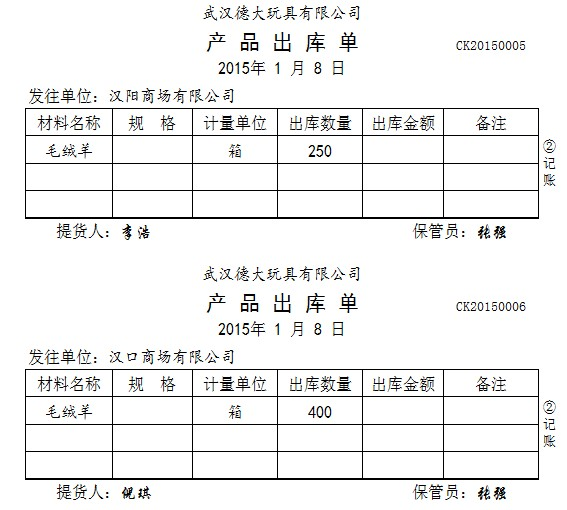 武汉德大玩具有限公司
产品出库单 CK20150005
2015年 1 月 8 日
发往单位：汉阳商场有限公司
材料名称 规 格 计量单位 出库数量 出库金额 备注
毛绒羊 箱 250
②记账
提货人：李浩 保管员：张强
武汉德大玩具有限公司
产品出库单 CK20150006
2015年 1 月 8 日
发往单位：汉口商场有限公司
材料名称 规 格 计量单位 出库数量 出库金额 备注
毛绒羊 箱 400
②记账
提货人：倪琪 保管员：张强